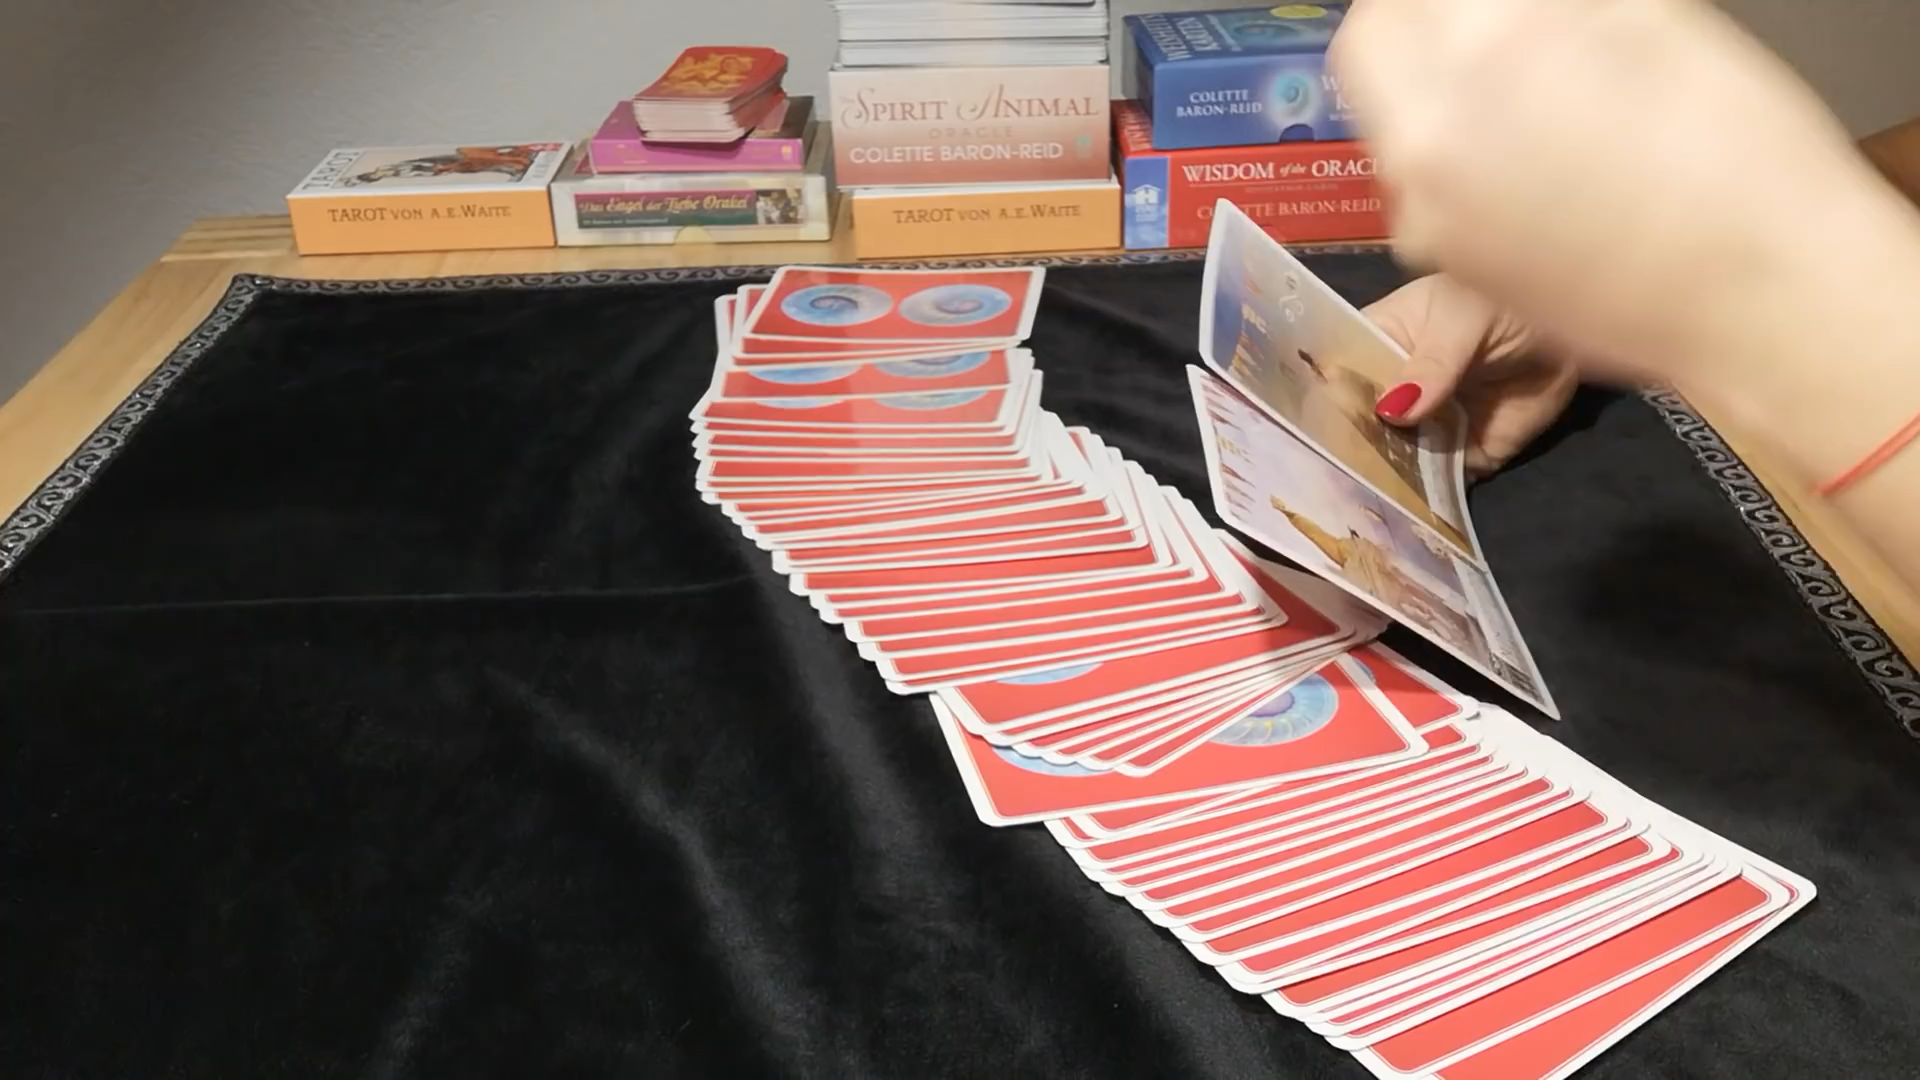 TAROT
TAROT VON A.E. WAITE
Das Engel der Liebe Orakel
SPIRIT ANIMAL
ORACLE
COLETTE BARON-REID
TAROT VON A.E. WAITE
COLETTE
BARON-REID
WISDOM of the ORACL
COLETTE BARON-REID